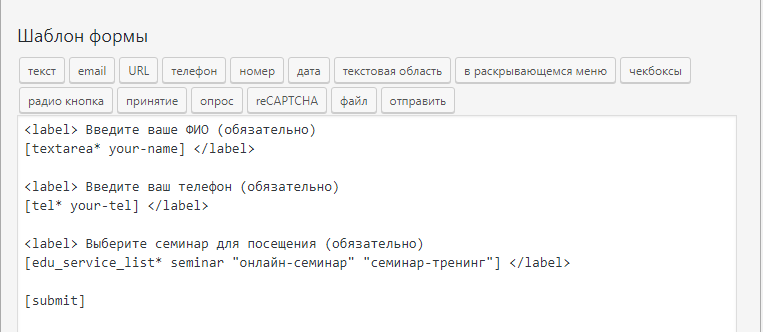 Шаблон формы
текст email URL телефон номер дата текстовая область в раскрывающемся меню чекбоксы
радио кнопка принятие опрос reCAPTCHA файл отправить
<label> Введите ваше ФИО (обязательно)
[textarea* your-name] </label>
<label> Введите ваш телефон (обязательно)
[tel* your-tel] </label>
<label> Выберите семинар для посещения (обязательно)
[edu_service_list* seminar "онлайн-семинар" "семинар-тренинг"] </label>
[submit]